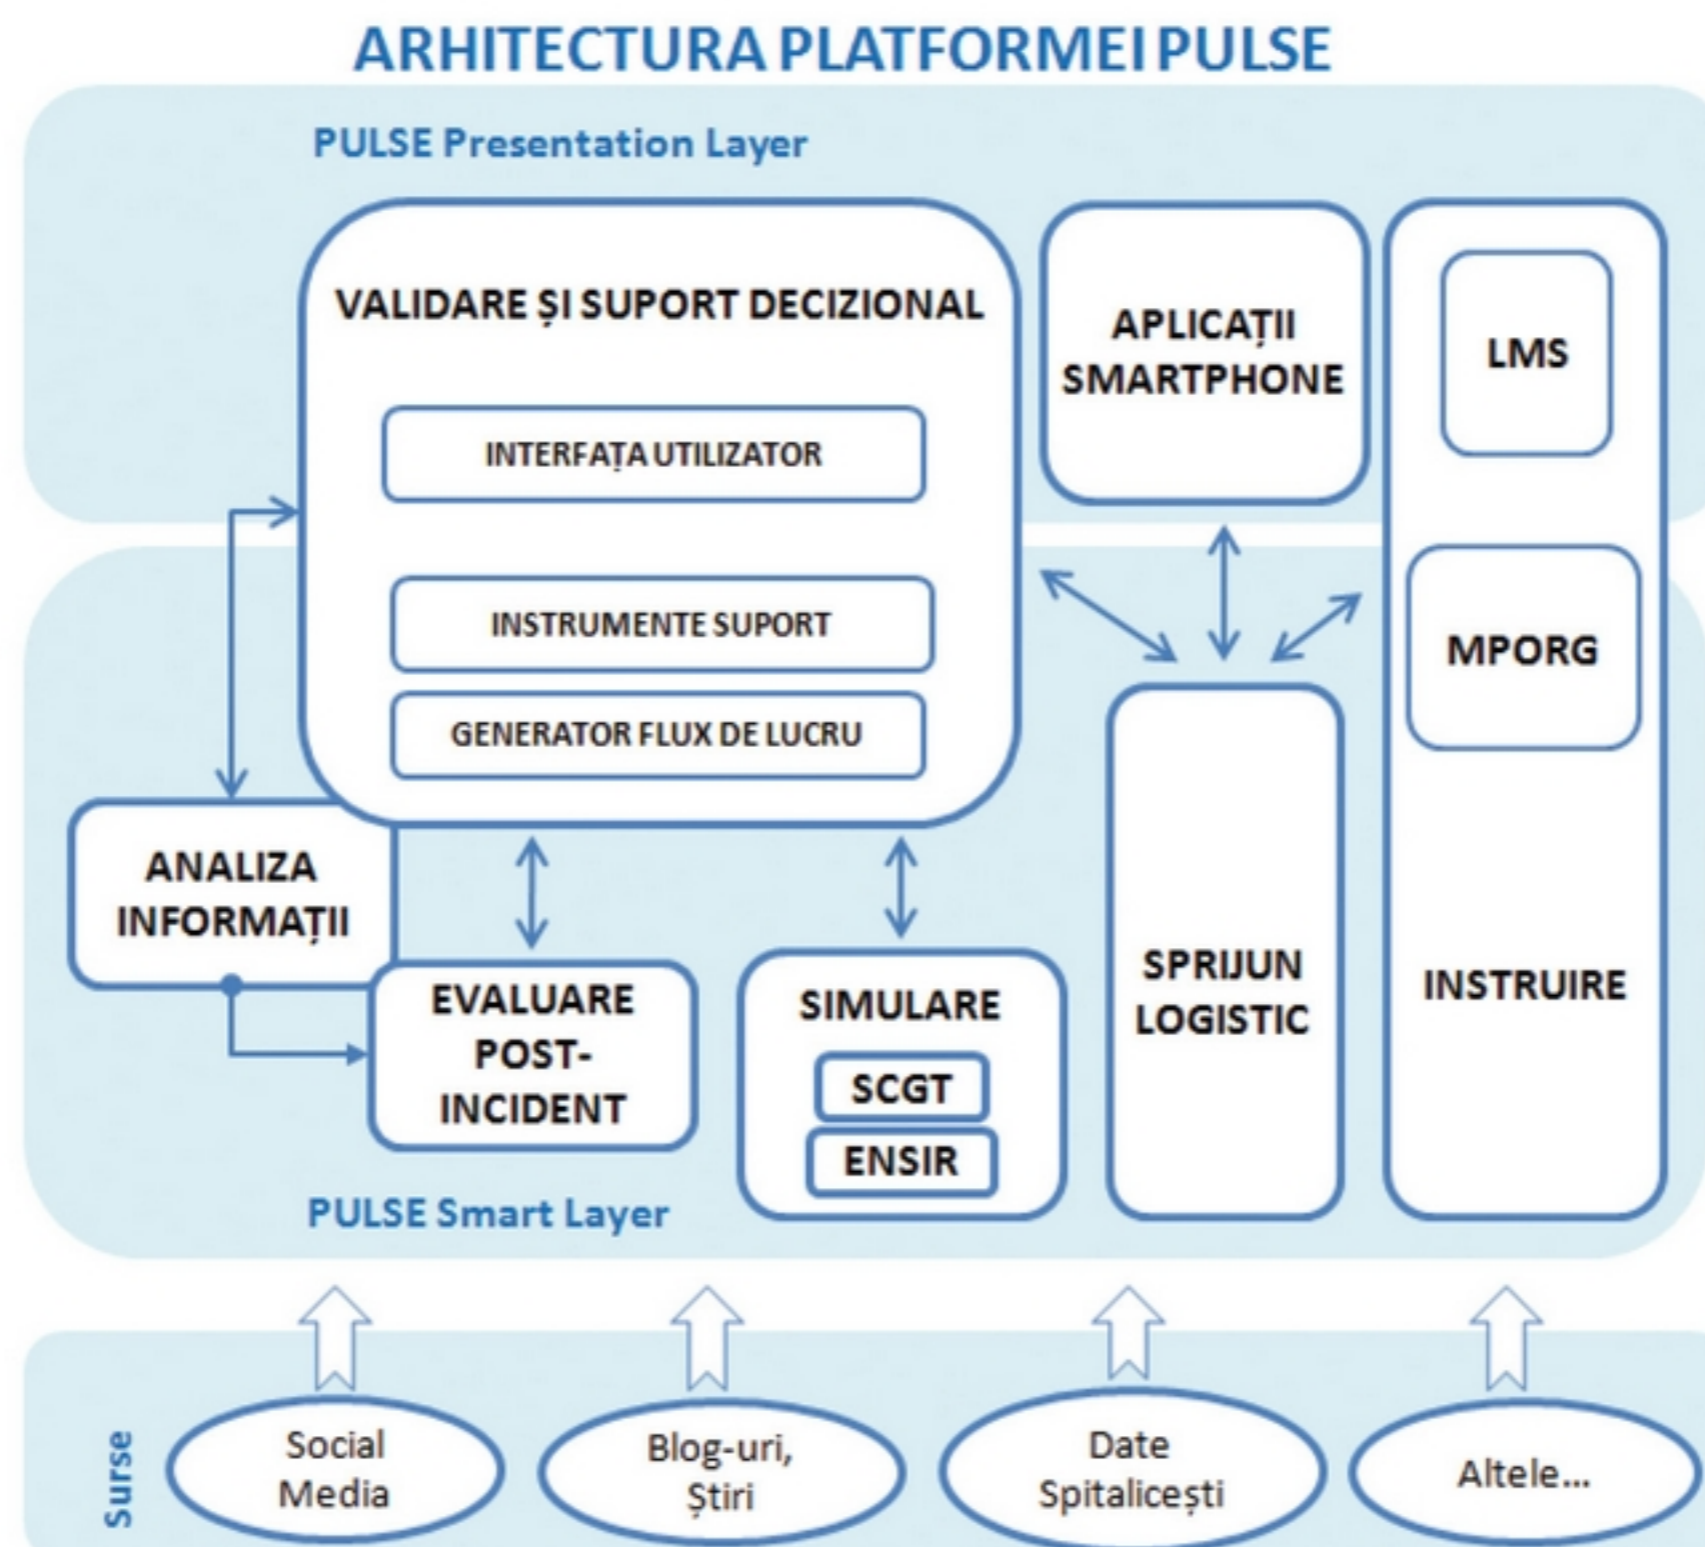 ARHITECTURA PLATFORMEI PULSE
PULSE Presentation Layer
VALIDARE ȘI SUPORT DECIZIONAL
INTERFAȚA UTILIZATOR
INSTRUMENTE SUPORT
GENERATOR FLUX DE LUCRU
APLICAȚII
SMARTPHONE
LMS
MPORG
INSTRUIRE
ANALIZA
INFORMAȚII
EVALUARE
POST-
INCIDENT
SIMULARE
SCGT
ENSIR
SPRIJUN
LOGISTIC
PULSE Smart Layer
Surse
Social
Media
Blog-uri,
Știri
Date
Spitalicești
Altele...